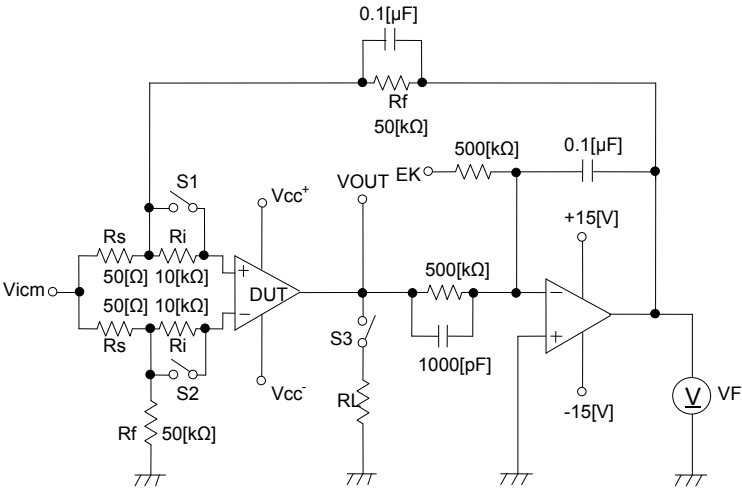 0.1[µF]
Rf
50[kΩ]
500[kΩ]
0.1[µF]
EK
VOUT
S1
Vcc+
+15[V]
Rs
Ri
50[Ω] 10[kΩ]
500[kΩ]
Vicm
DUT
50[Ω] 10[kΩ]
Rs
Ri
S3
1000[pF]
S2
Vcc-
RL
-15[V]
V
VF
Rf
50[kΩ]
+
−
−
+